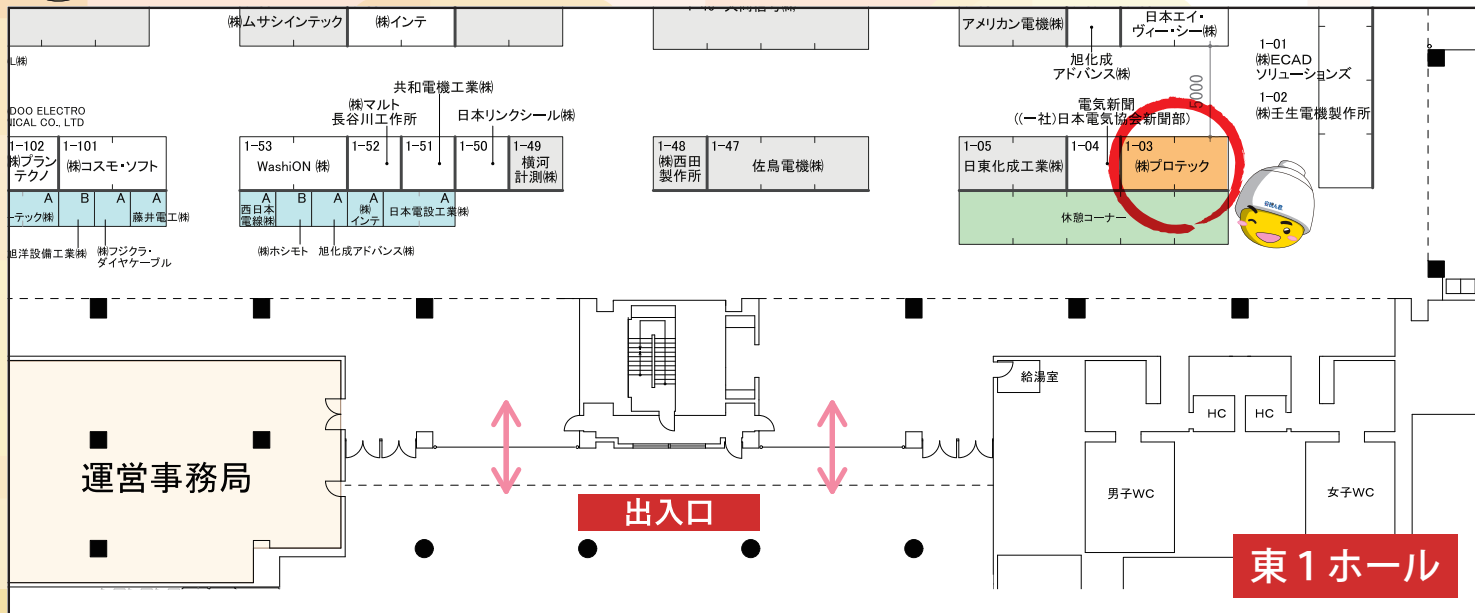 ㈱ムサシインテック
㈱インテ
アメリカン電機㈱
日本エイ・
ヴィー・シー㈱
旭化成
アドバンス㈱
5000
1-01
㈱ECAD
ソリューションズ
1-02
㈱壬生電機製作所
L㈱
DOO ELECTRO
NICAL CO., LTD
共和電機工業㈱
㈱マルト
長谷川工作所
日本リンクシール㈱
電気新聞
((一社)日本電気協会新聞部)
1-102
㈱プラン
テクノ
1-101
㈱コスモ・ソフト
1-53
WashiON ㈱
1-52
1-51
1-50
1-49
横河
計測㈱
1-48
㈱西田
製作所
1-47
佐鳥電機㈱
1-05
日東化成工業㈱
1-04
1-03
㈱プロテック
A
ーテック㈱
B
A
A
藤井電工㈱
A
西日本
電線㈱
B
A
A
㈱
インテ
A
日本電設工業㈱
休憩コーナー
旭洋設備工業㈱
㈱フジクラ・
ダイヤケーブル
㈱ホシモト
旭化成アドバンス㈱
給湯室
HC
HC
運営事務局
男子WC
女子WC
出入口
東1ホール